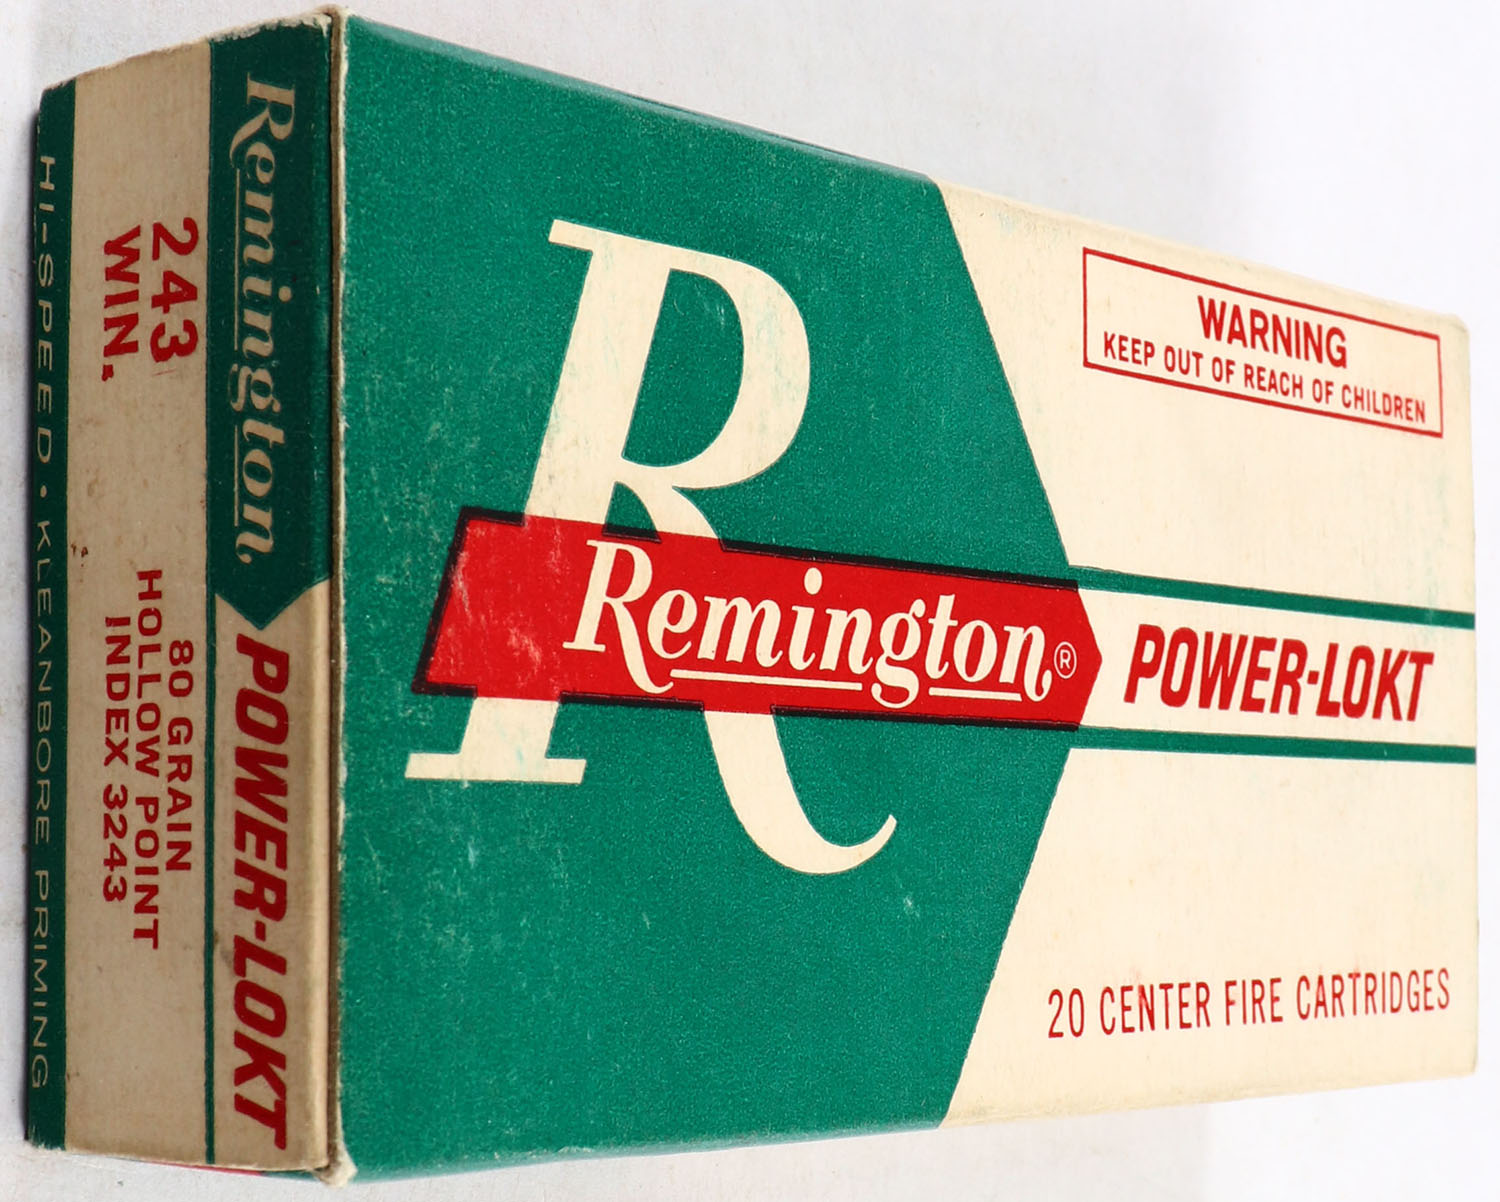 WARNING
KEEP OUT OF REACH OF CHILDREN
R
Remington®
POWER-LOKT
20 CENTER FIRE CARTRIDGES
Remington POWER-LOKT
243
WIN.
80 GRAIN
HOLLOW POINT
INDEX 3243
HI-SPEED · KLEANBORE PRIMING